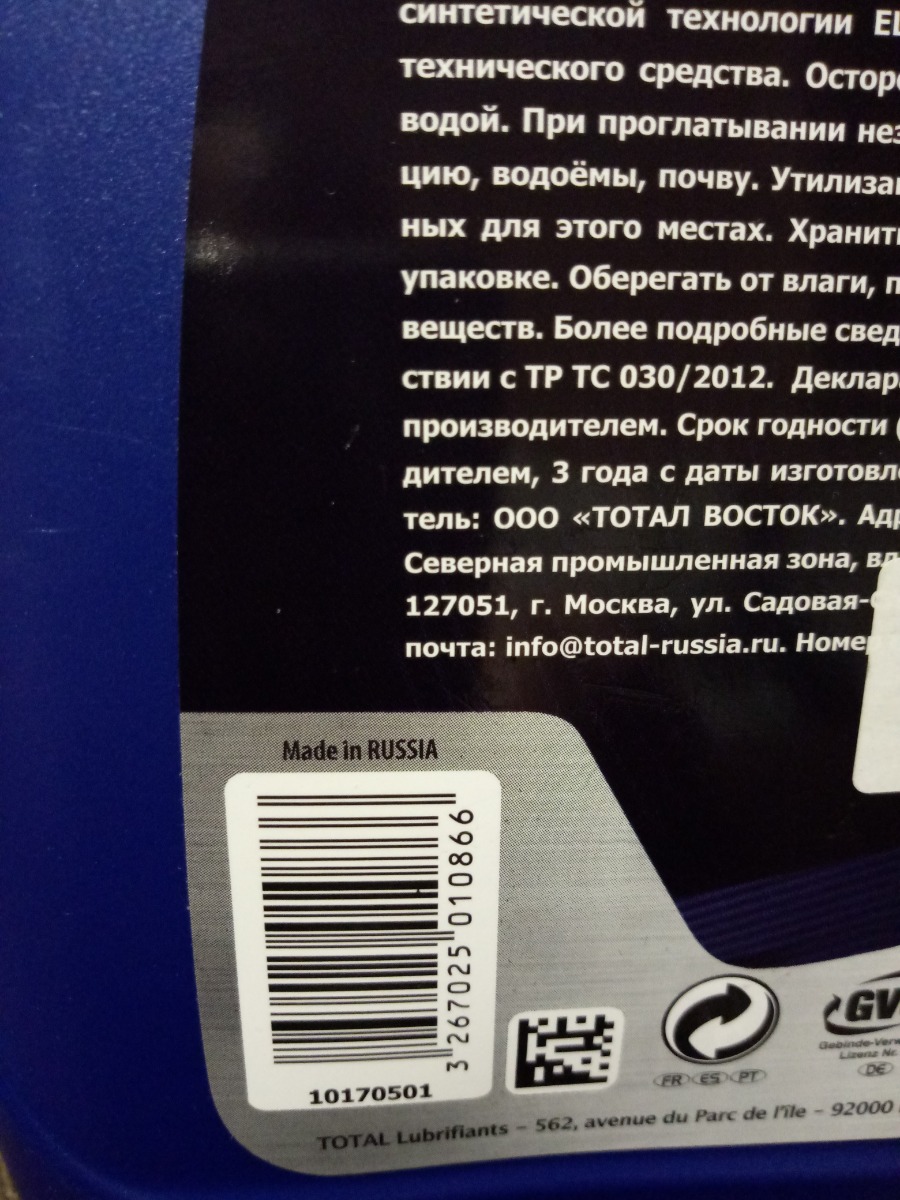 синтетической технологии
технического средства.
водой. При проглатывании
цию, водоёмы, почву.
ных для этого местах.
упаковке. Оберегать от влаги,
веществ. Более подробные
ствии с ТР ТС 030/2012.
производителем. Срок годности
дителем, 3 года с даты
тель: ООО «ТОТАЛ ВОСТОК».
Северная промышленная зона,
127051, г. Москва, ул.
почта: info@total-russia.ru.
Made in RUSSIA
3 267025 010866
10170501
FR ES PT
GV
Lizenz Nr.
DE
TOTAL Lubrifiants – 562, avenue du Parc de l'île – 92000